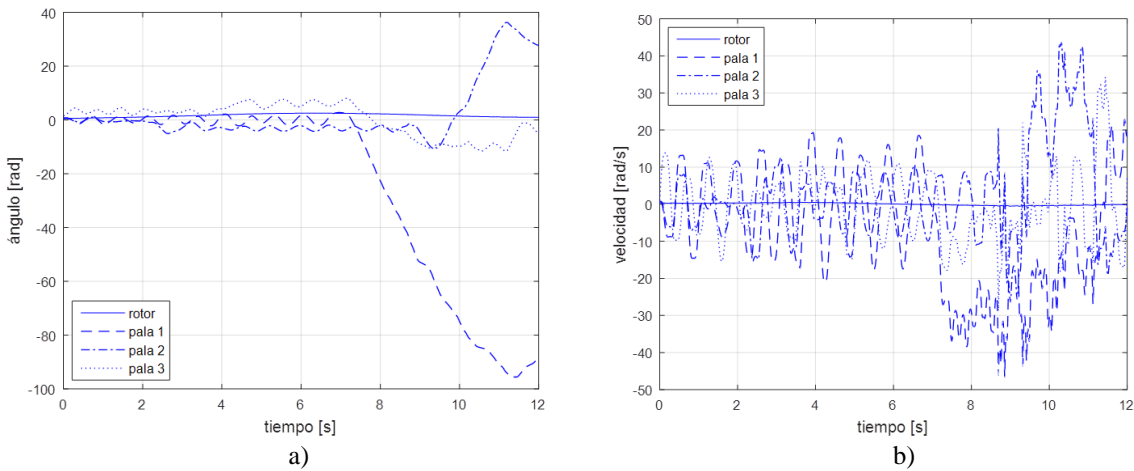 40
20
0
-20
-40
-60
-80
-100
0 2 4 6 8 10 12
ángulo [rad]
tiempo [s]
rotor
pala 1
pala 2
pala 3
a)
50
40
30
20
10
0
-10
-20
-30
-40
-50
0 2 4 6 8 10 12
velocidad [rad/s]
tiempo [s]
rotor
pala 1
pala 2
pala 3
b)